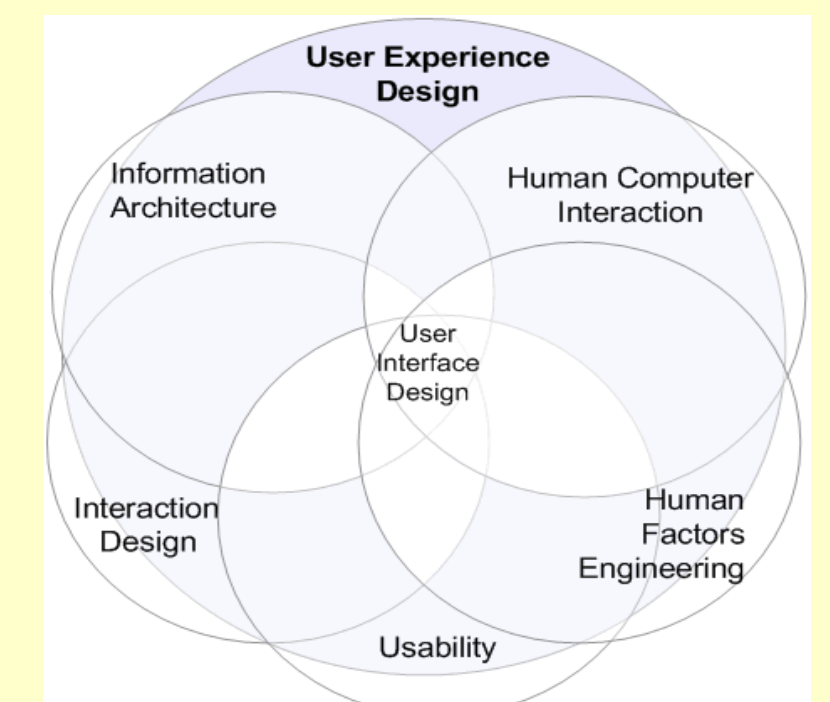 User Experience
Design
Information
Architecture
Human Computer
Interaction
User
Interface
Design
Interaction
Design
Human
Factors
Engineering
Usability